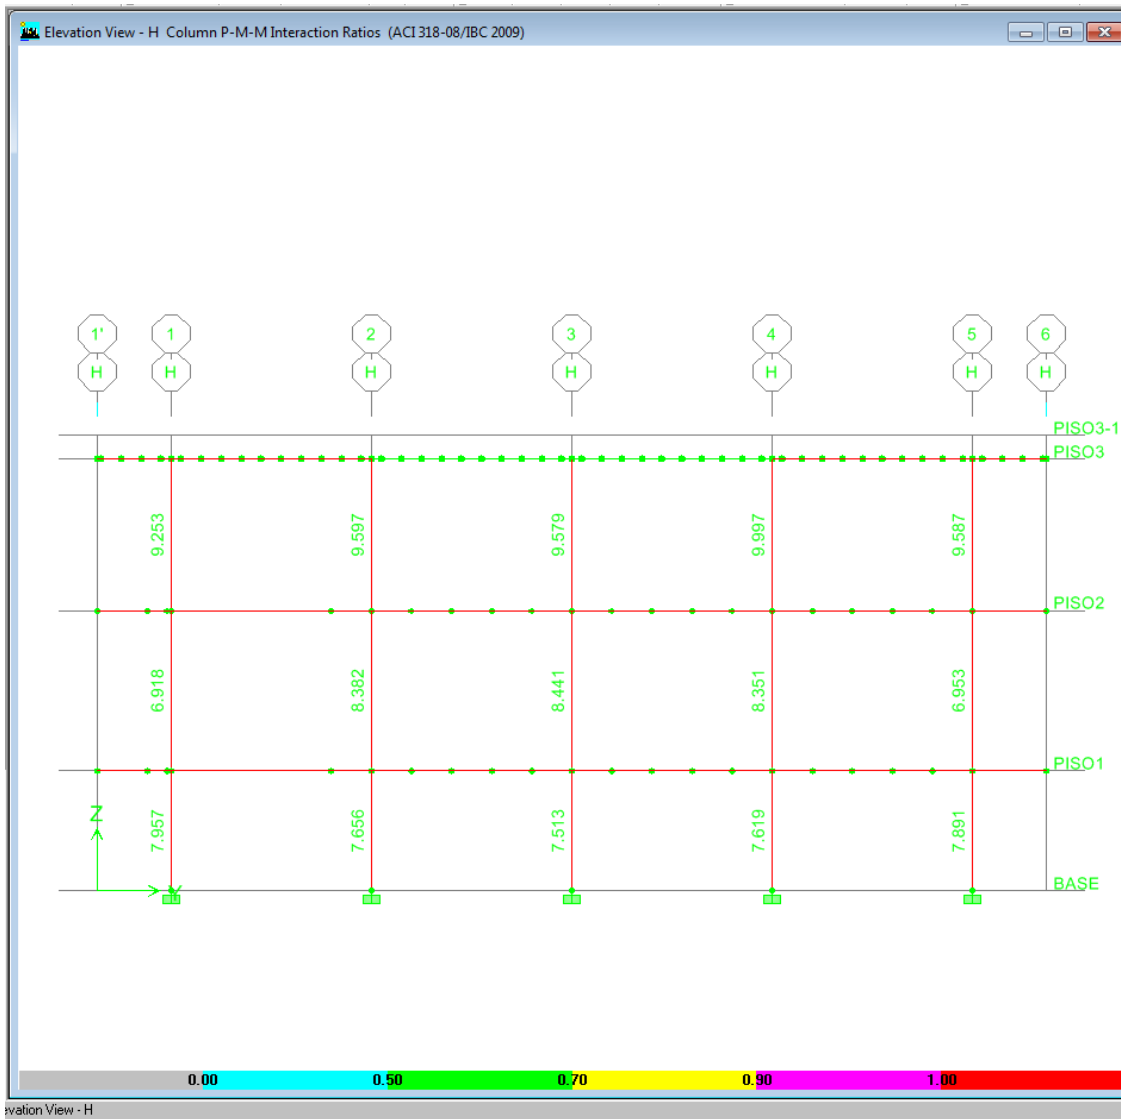 Elevation View - H Column P-M-M Interaction Ratios (ACI 318-08/IBC 2009)
1' 1 2 3 4 5 6
H H H H H H H
PISO3-1
PISO3
9.253 9.597 9.579 9.997 9.587
PISO2
6.918 8.382 8.441 8.351 6.953
PISO1
Z
7.957 7.656 7.513 7.619 7.891
Y
BASE
0.00 0.50 0.70 0.90 1.00
evation View - H